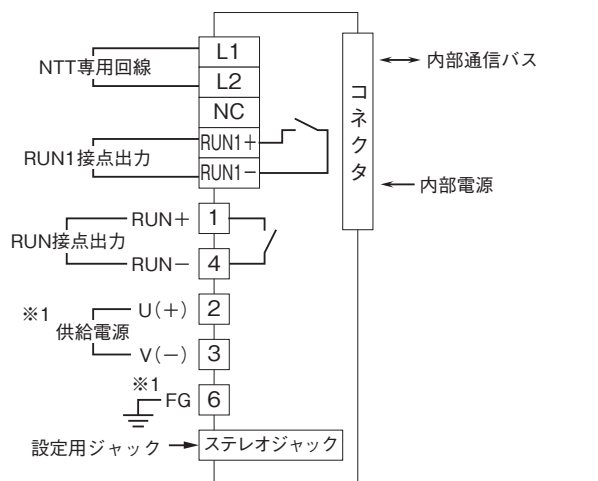 L1
NTT専用回線
L2
NC
RUN1+
RUN1接点出力
RUN1−
コネクタ
内部通信バス
内部電源
RUN+ 1
RUN接点出力
RUN− 4
※1
U(+) 2
供給電源
V(−) 3
※1
FG 6
設定用ジャック
ステレオジャック